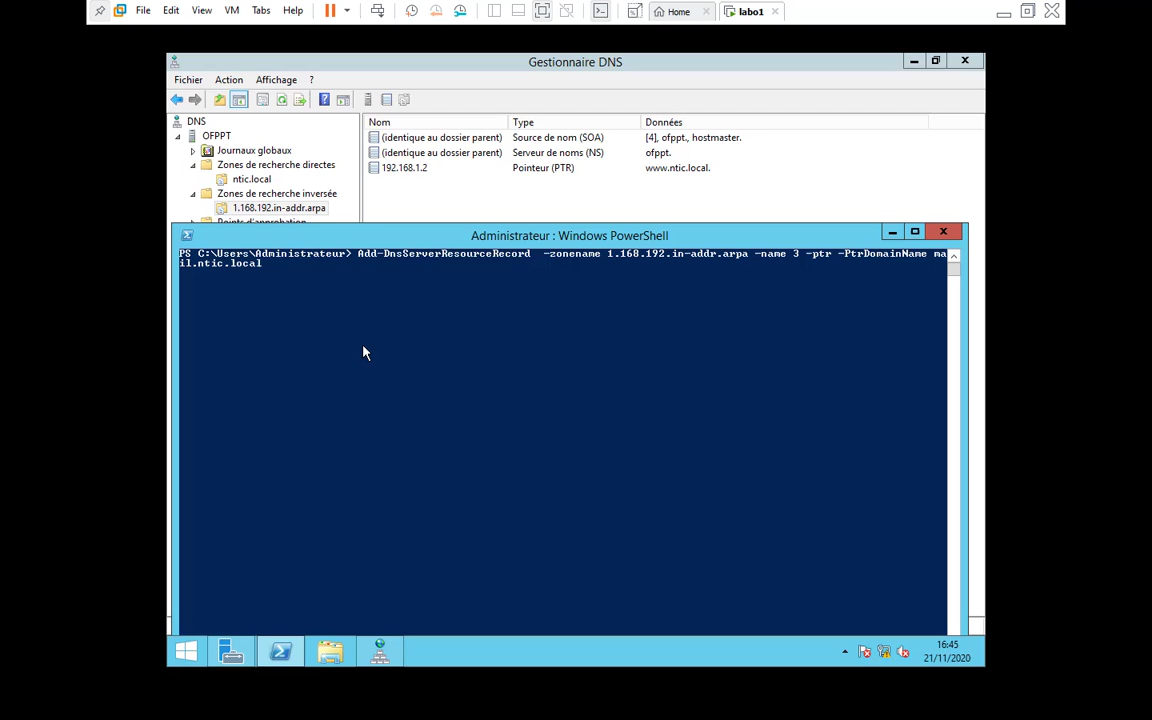 File Edit View VM Tabs Help Home labo1
Gestionnaire DNS
Fichier Action Affichage ?
DNS
OFPPT
Journaux globaux
Zones de recherche directes
ntic.local
Zones de recherche inversée
1.168.192.in-addr.arpa
Points d'approbation
Nom Type Données
(identique au dossier parent) Source de nom (SOA) [4], ofppt., hostmaster.
(identique au dossier parent) Serveur de noms (NS) ofppt.
192.168.1.2 Pointeur (PTR) www.ntic.local.
Administrateur : Windows PowerShell
PS C:\Users\Administrateur> Add-DnsServerResourceRecord  -zonename 1.168.192.in-addr.arpa -name 3 -ptr -PtrDomainName ma
il.ntic.local
16:45
21/11/2020